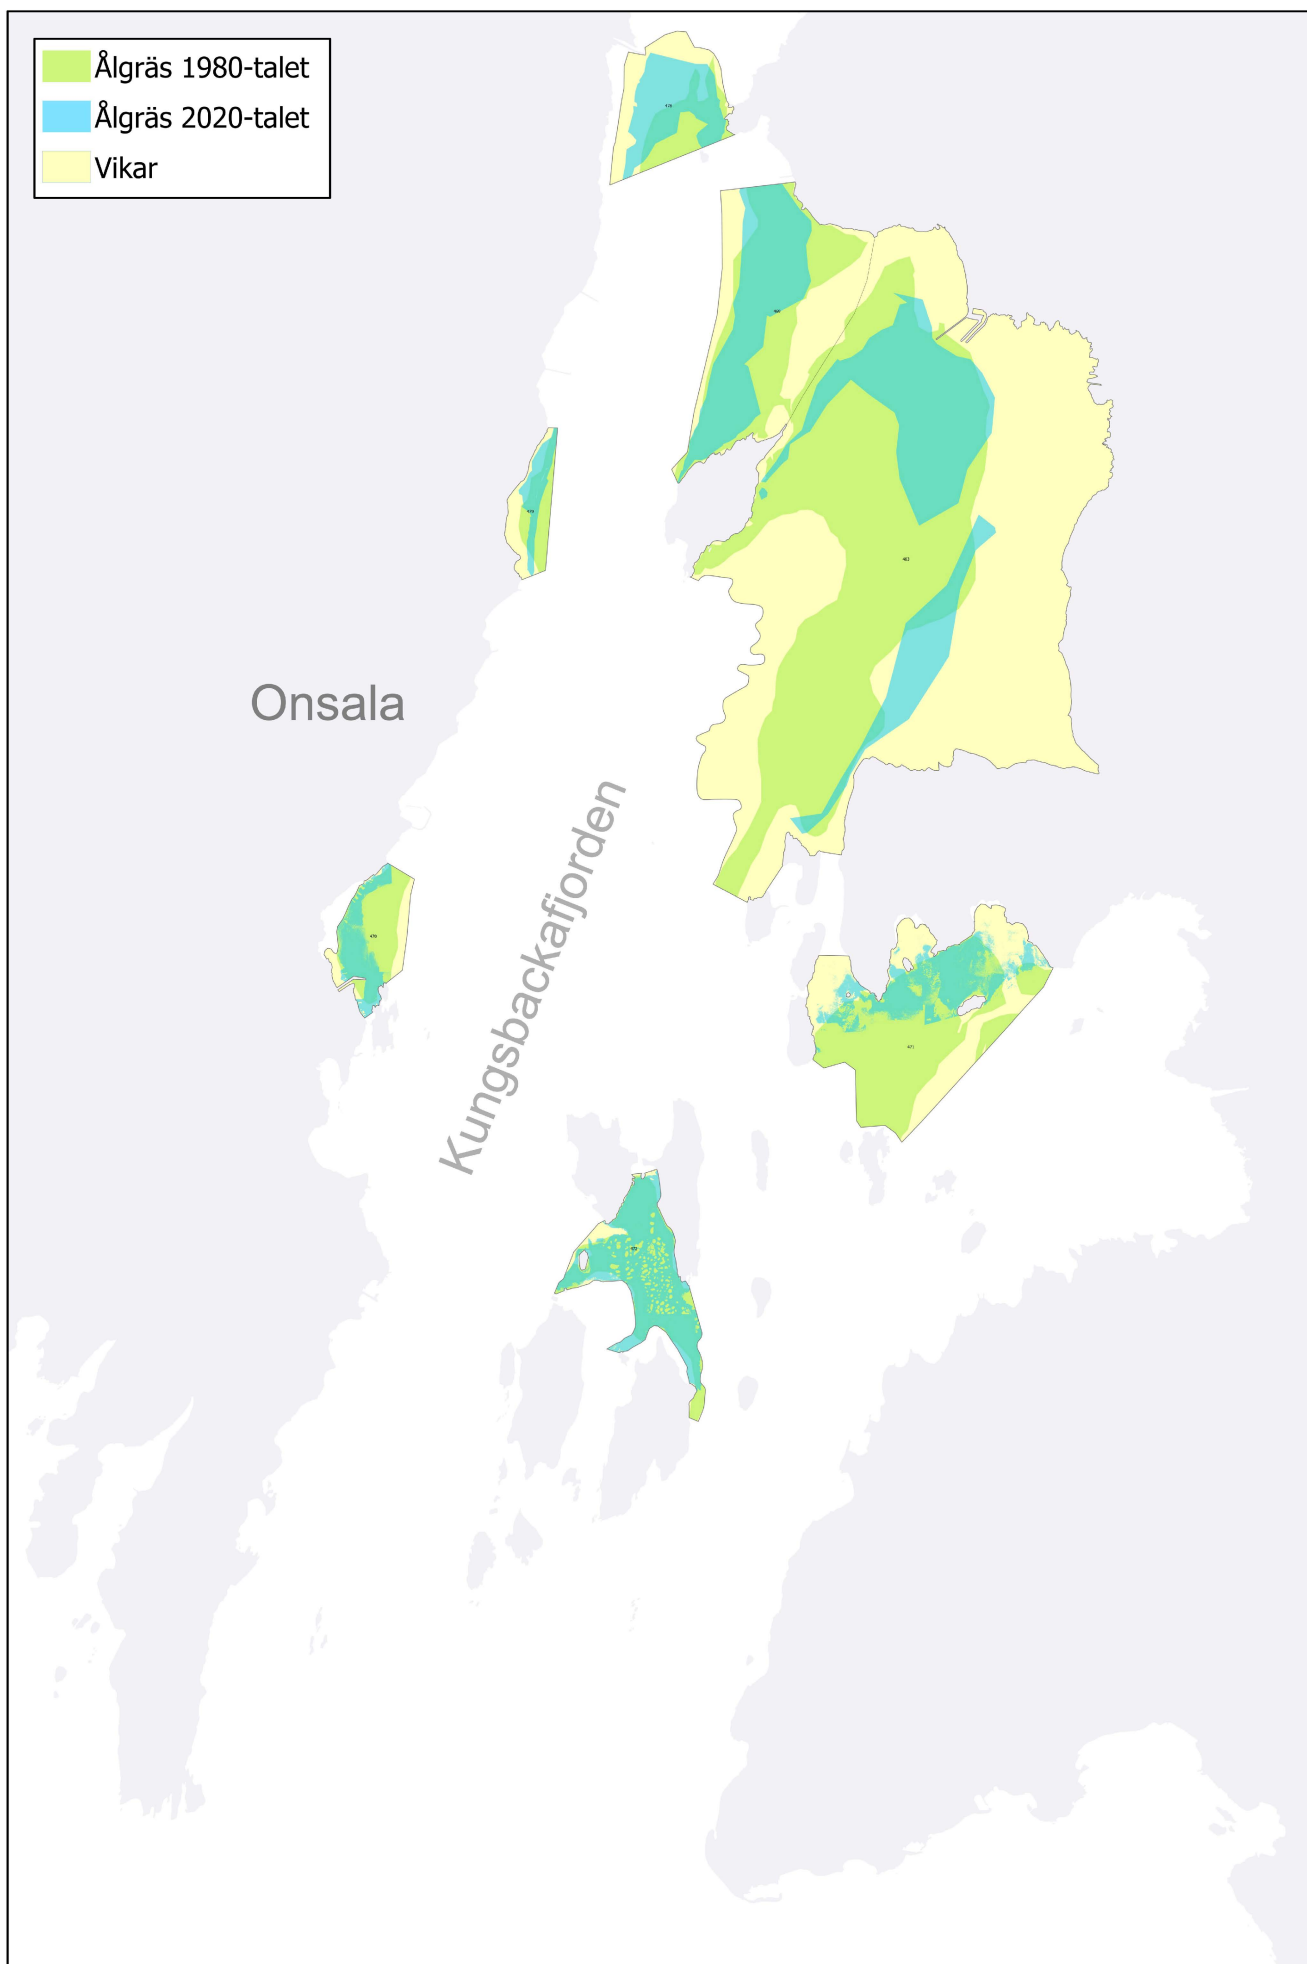 Ålgräs 1980-talet
Ålgräs 2020-talet
Vikar
Onsala
Kungsbackafjorden